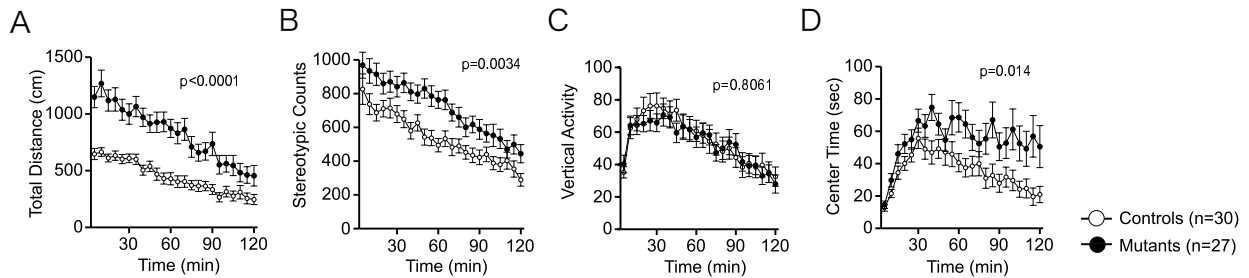 A
Total Distance (cm)
1500
1000
500
0
p<0.0001
30 60 90 120
Time (min)
B
Stereotypic Counts
1000
800
600
400
200
0
p=0.0034
30 60 90 120
Time (min)
C
Vertical Activity
100
80
60
40
20
0
p=0.8061
30 60 90 120
Time (min)
D
Center Time (sec)
100
80
60
40
20
0
p=0.014
30 60 90 120
Time (min)
Controls (n=30)
Mutants (n=27)